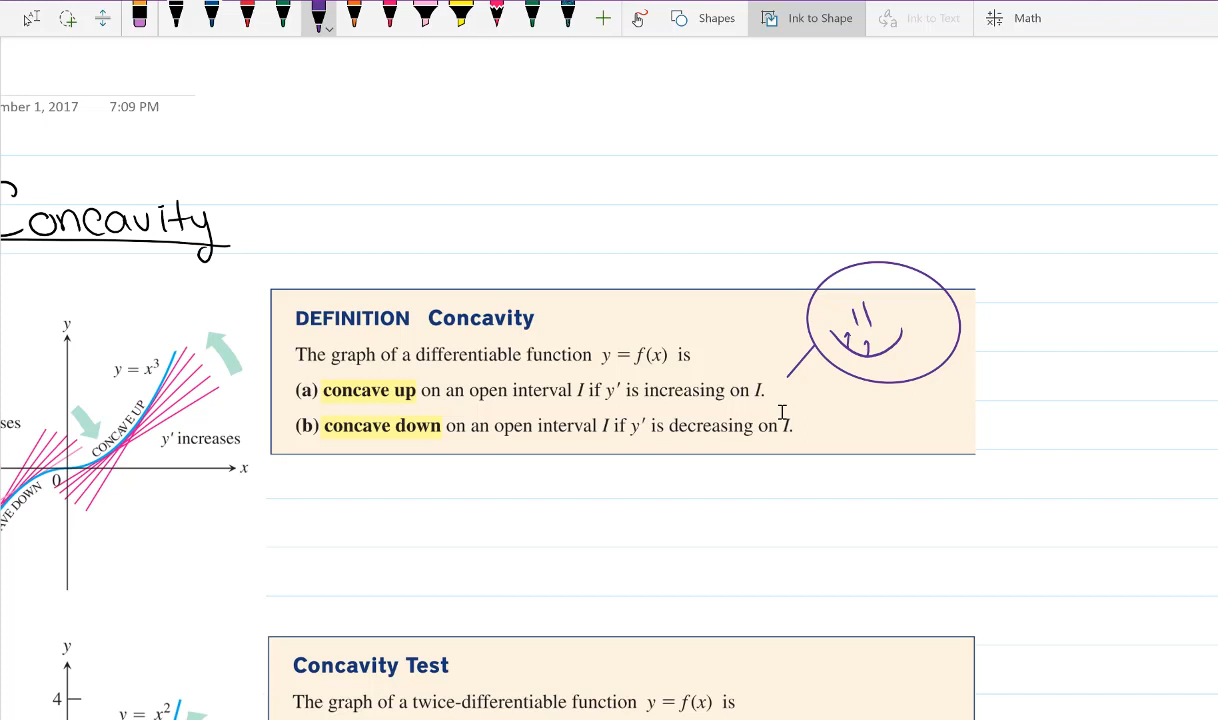 Shapes
Ink to Shape
Ink to Text
Math
mber 1, 2017 7:09 PM
Concavity
DEFINITION Concavity
The graph of a differentiable function y = f(x) is
(a) concave up on an open interval I if y′ is increasing on I.
(b) concave down on an open interval I if y′ is decreasing on I.
y
y = x³
CONCAVE UP
ses
y′ increases
0
x
AVE DOWN
Concavity Test
The graph of a twice-differentiable function y = f(x) is
y
4
y = x²